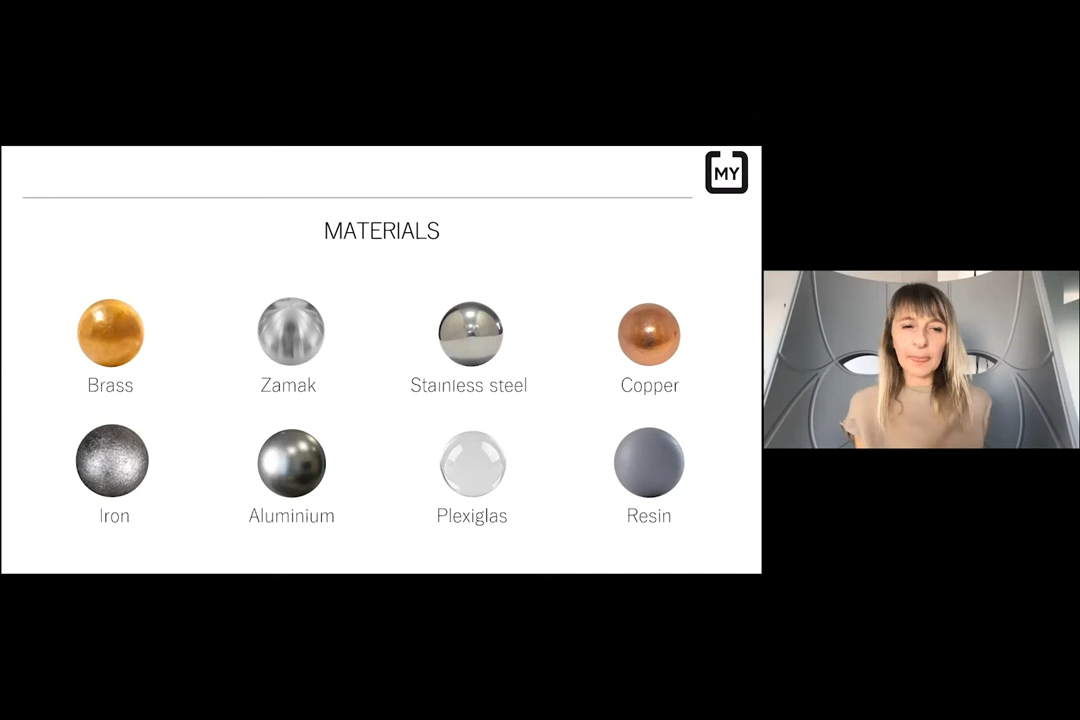 MY
MATERIALS
Brass
Zamak
Stainless steel
Copper
Iron
Aluminium
Plexiglas
Resin